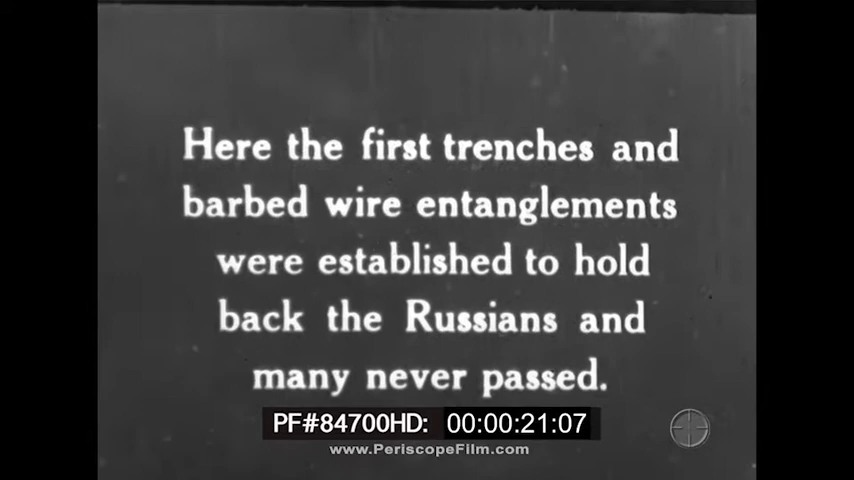 Here the first trenches and
barbed wire entanglements
were established to hold
back the Russians and
many never passed.
PF#84700HD: 00:00:21:07
www.PeriscopeFilm.com